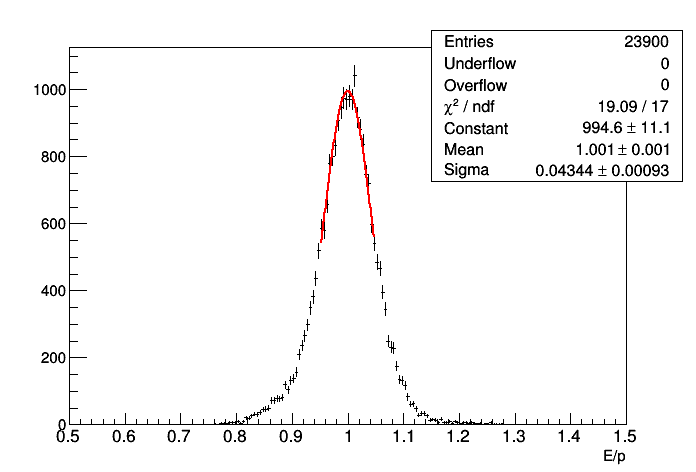 Entries 23900
Underflow 0
Overflow 0
χ² / ndf 19.09 / 17
Constant 994.6 ± 11.1
Mean 1.001 ± 0.001
Sigma 0.04344 ± 0.00093
1000
800
600
400
200
0
0.5 0.6 0.7 0.8 0.9 1 1.1 1.2 1.3 1.4 1.5
E/p